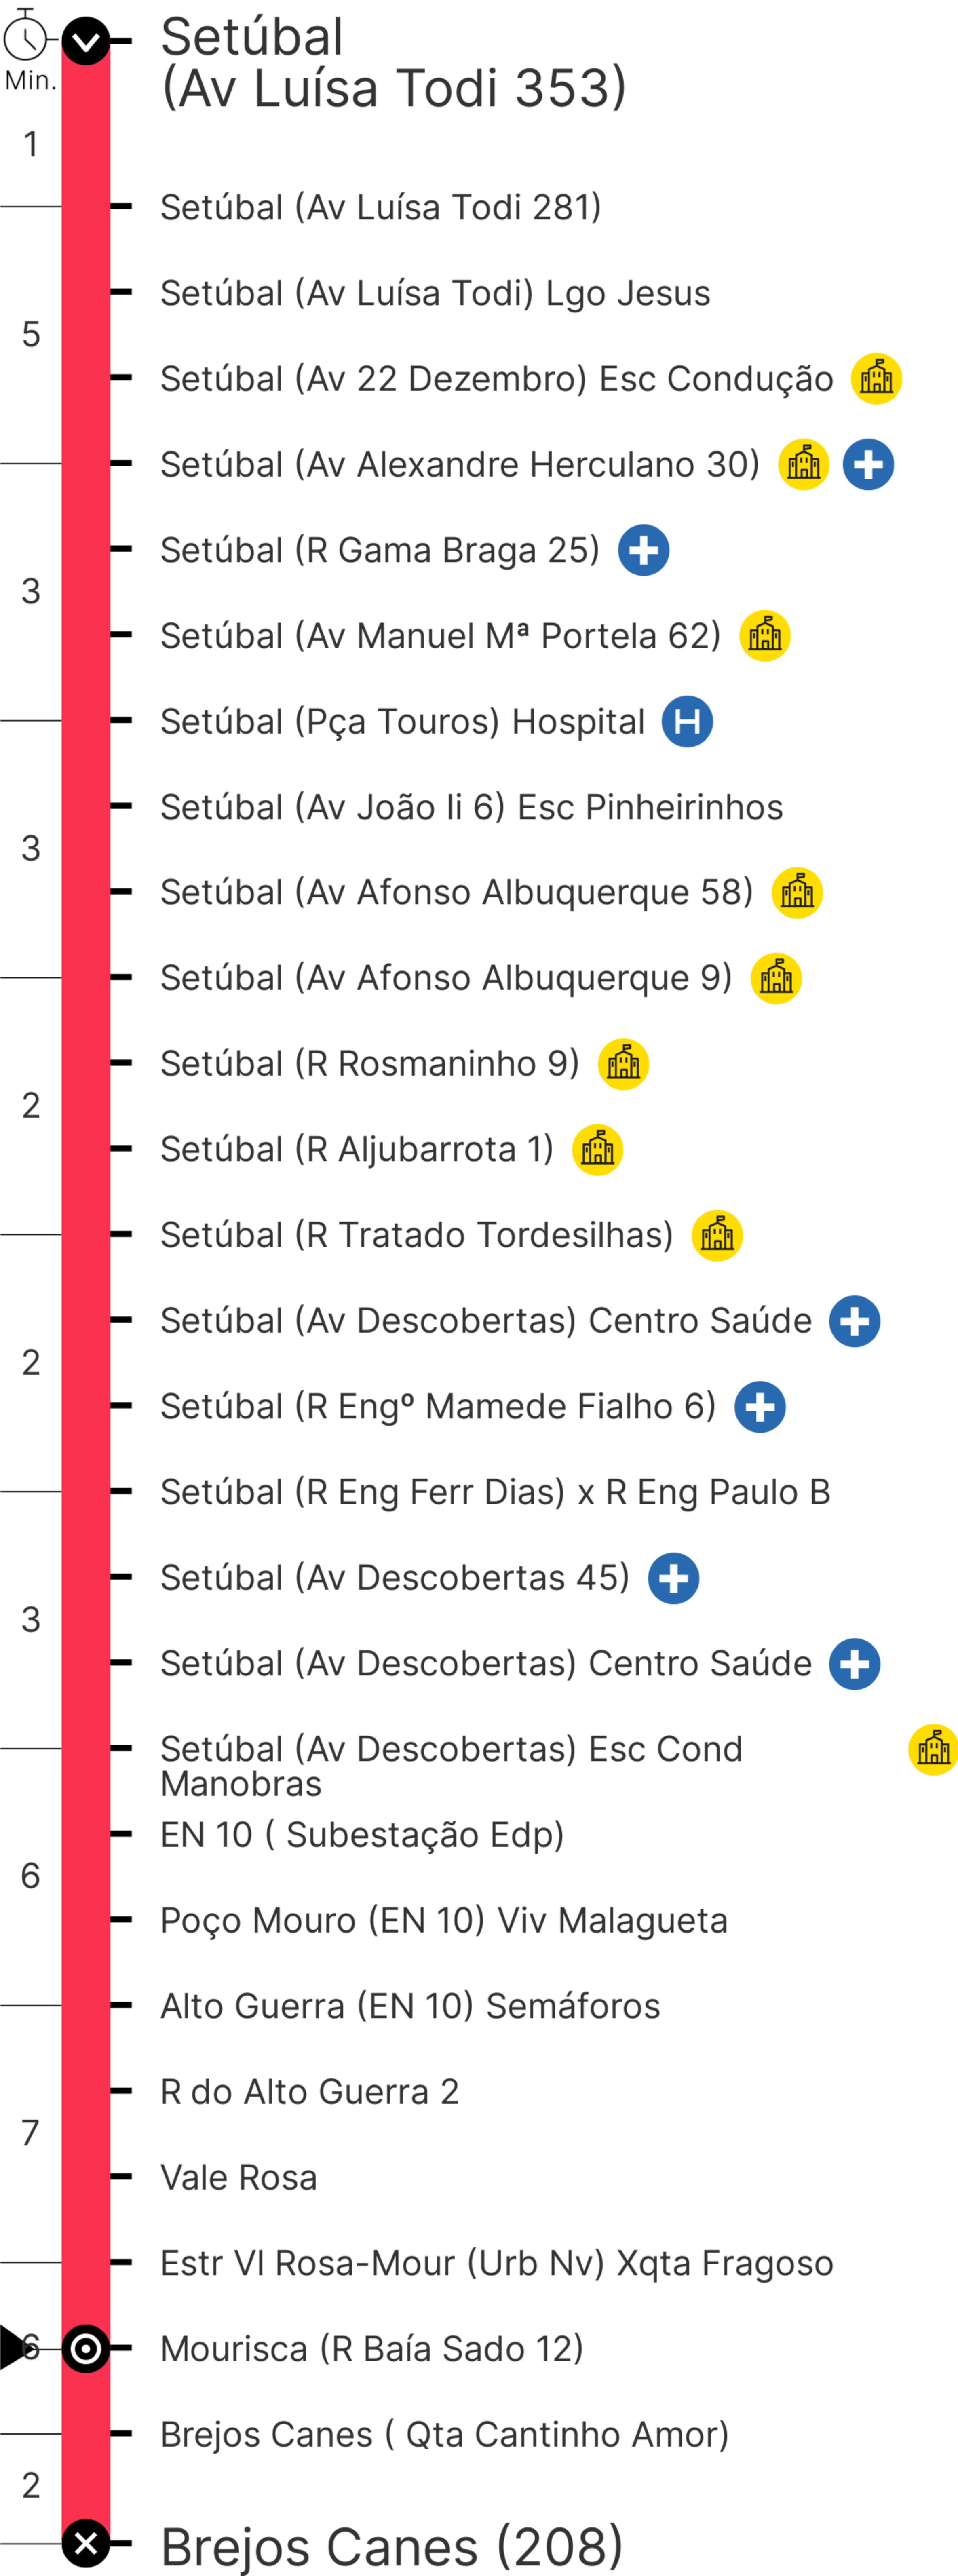 Setúbal
(Av Luísa Todi 353)
Min.
1
Setúbal (Av Luísa Todi 281)
Setúbal (Av Luísa Todi) Lgo Jesus
5
Setúbal (Av 22 Dezembro) Esc Condução
Setúbal (Av Alexandre Herculano 30)
Setúbal (R Gama Braga 25)
3
Setúbal (Av Manuel Mª Portela 62)
Setúbal (Pça Touros) Hospital H
Setúbal (Av João Ii 6) Esc Pinheirinhos
3
Setúbal (Av Afonso Albuquerque 58)
Setúbal (Av Afonso Albuquerque 9)
Setúbal (R Rosmaninho 9)
2
Setúbal (R Aljubarrota 1)
Setúbal (R Tratado Tordesilhas)
Setúbal (Av Descobertas) Centro Saúde
2
Setúbal (R Engº Mamede Fialho 6)
Setúbal (R Eng Ferr Dias) x R Eng Paulo B
Setúbal (Av Descobertas 45)
3
Setúbal (Av Descobertas) Centro Saúde
Setúbal (Av Descobertas) Esc Cond
Manobras
EN 10 ( Subestação Edp)
6
Poço Mouro (EN 10) Viv Malagueta
Alto Guerra (EN 10) Semáforos
R do Alto Guerra 2
7
Vale Rosa
Estr Vl Rosa-Mour (Urb Nv) Xqta Fragoso
6
Mourisca (R Baía Sado 12)
Brejos Canes ( Qta Cantinho Amor)
2
Brejos Canes (208)